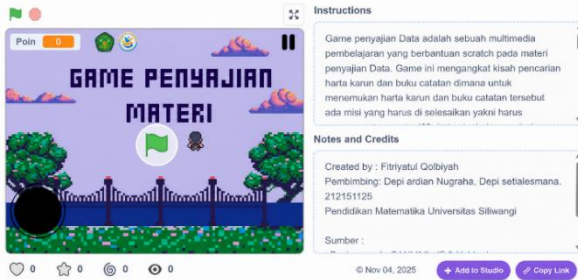 Instructions
Poin 0
GAME PENYAJIAN
MATERI
Game penyajian Data adalah sebuah multimedia
pembelajaran yang berbantuan scratch pada materi
penyajian Data. Game ini mengangkat kisah pencarian
harta karun dan buku catatan dimana untuk
menemukan harta karun dan buku catatan tersebut
ada misi yang harus di selesaikan yakni harus
Notes and Credits
Created by : Fitriyatul Qolbiyah
Pembimbing: Depi ardian Nugraha, Depi setialesmana.
212151125
Pendidikan Matematika Universitas Siliwangi
Sumber :
0 0 0 0
© Nov 04, 2025
Add to Studio
Copy Link